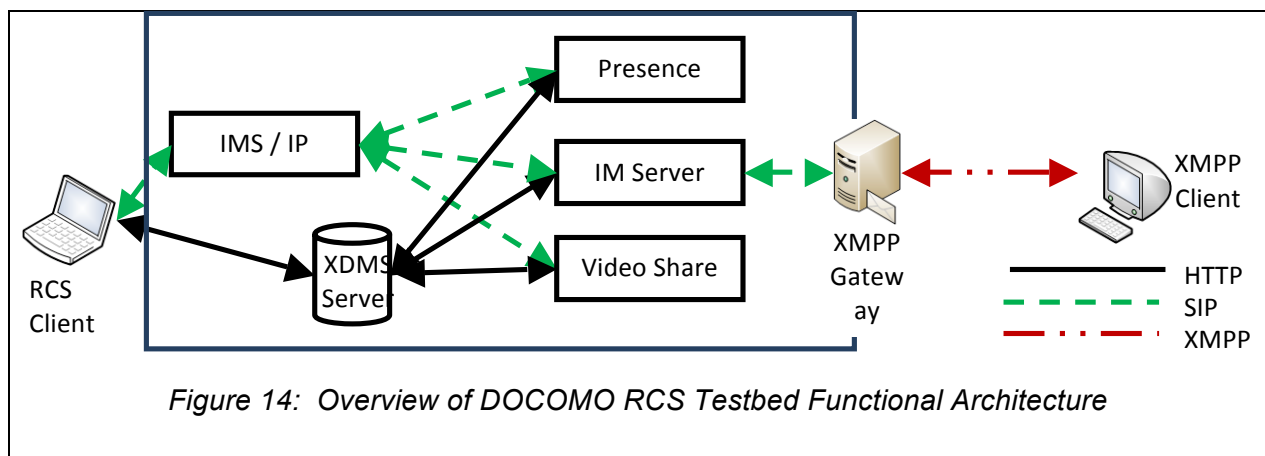 Presence
IMS / IP
IM Server
XDMS
Server
Video Share
RCS
Client
XMPP
Gatew
ay
XMPP
Client
HTTP
SIP
XMPP
Figure 14: Overview of DOCOMO RCS Testbed Functional Architecture